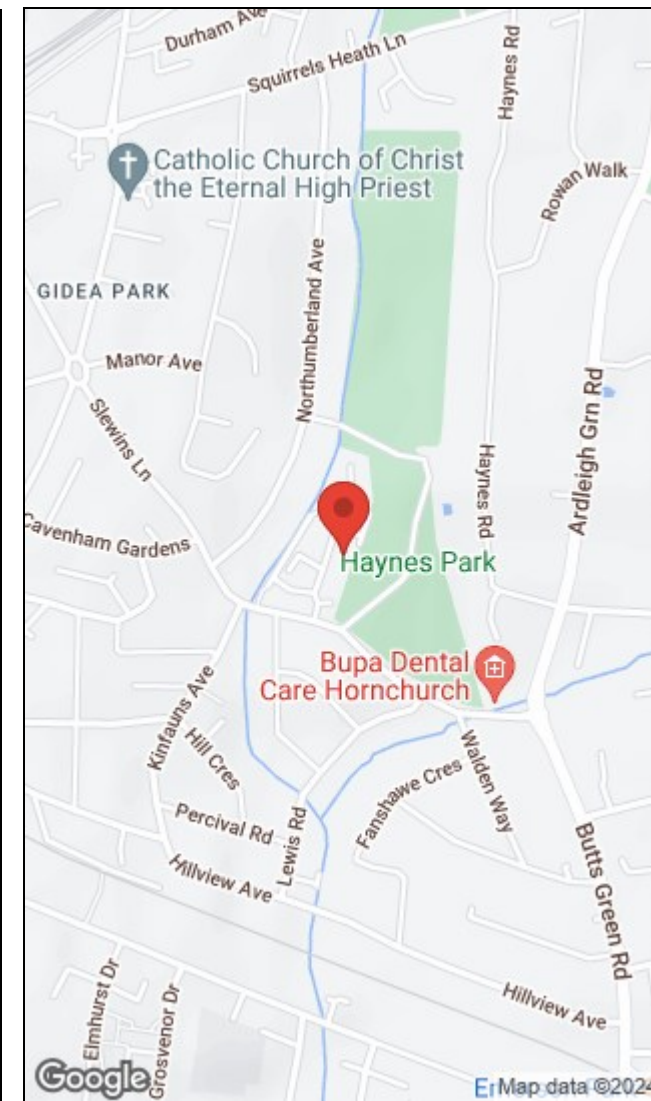 Durham Ave
Squirrels Heath Ln
Haynes Rd
Catholic Church of Christ
the Eternal High Priest
Rowan Walk
GIDEA PARK
Northumberland Ave
Manor Ave
Slewins Ln
Ardleigh Grn Rd
Haynes Rd
Cavenham Gardens
Haynes Park
Bupa Dental
Care Hornchurch
Kinfauns Ave
Hill Cres
Walden Way
Fanshawe Cres
Percival Rd
Lewis Rd
Hillview Ave
Butts Green Rd
Elmhurst Dr
Grosvenor Dr
Hillview Ave
Google
Map data ©2024